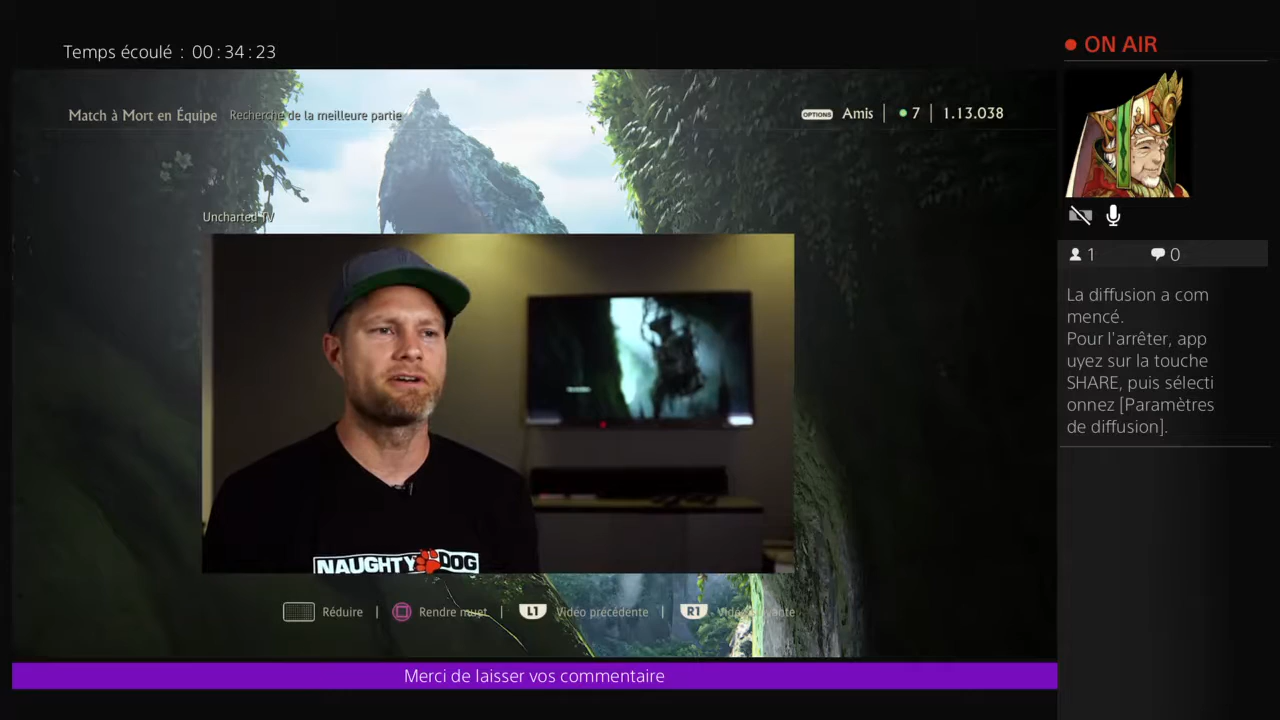 Temps écoulé : 00:34:23
ON AIR
Match à Mort en Équipe Recherche de la meilleure partie
OPTIONS Amis | 7 | 1.13.038
Uncharted TV
NAUGHTY DOG
Réduire | Rendre muet | L1 Vidéo précédente | R1 Vidéo suivante
Merci de laisser vos commentaire
1 0
La diffusion a com
mencé.
Pour l'arrêter, app
uyez sur la touche
SHARE, puis sélecti
onnez [Paramètres
de diffusion].